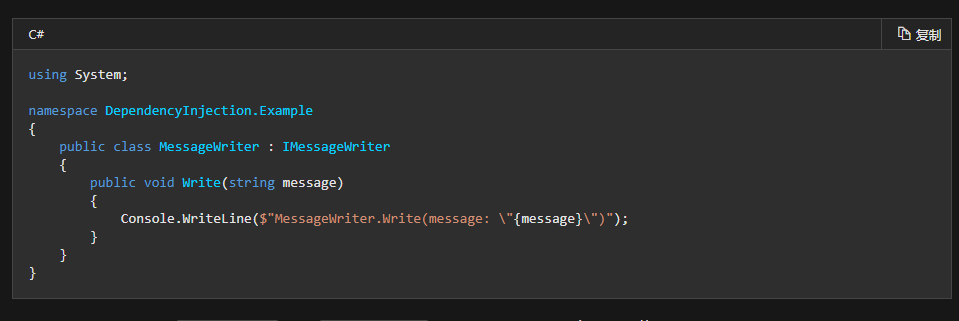 C#
复制
using System;
namespace DependencyInjection.Example
{
    public class MessageWriter : IMessageWriter
    {
        public void Write(string message)
        {
            Console.WriteLine($"MessageWriter.Write(message: \"{message}\")");
        }
    }
}